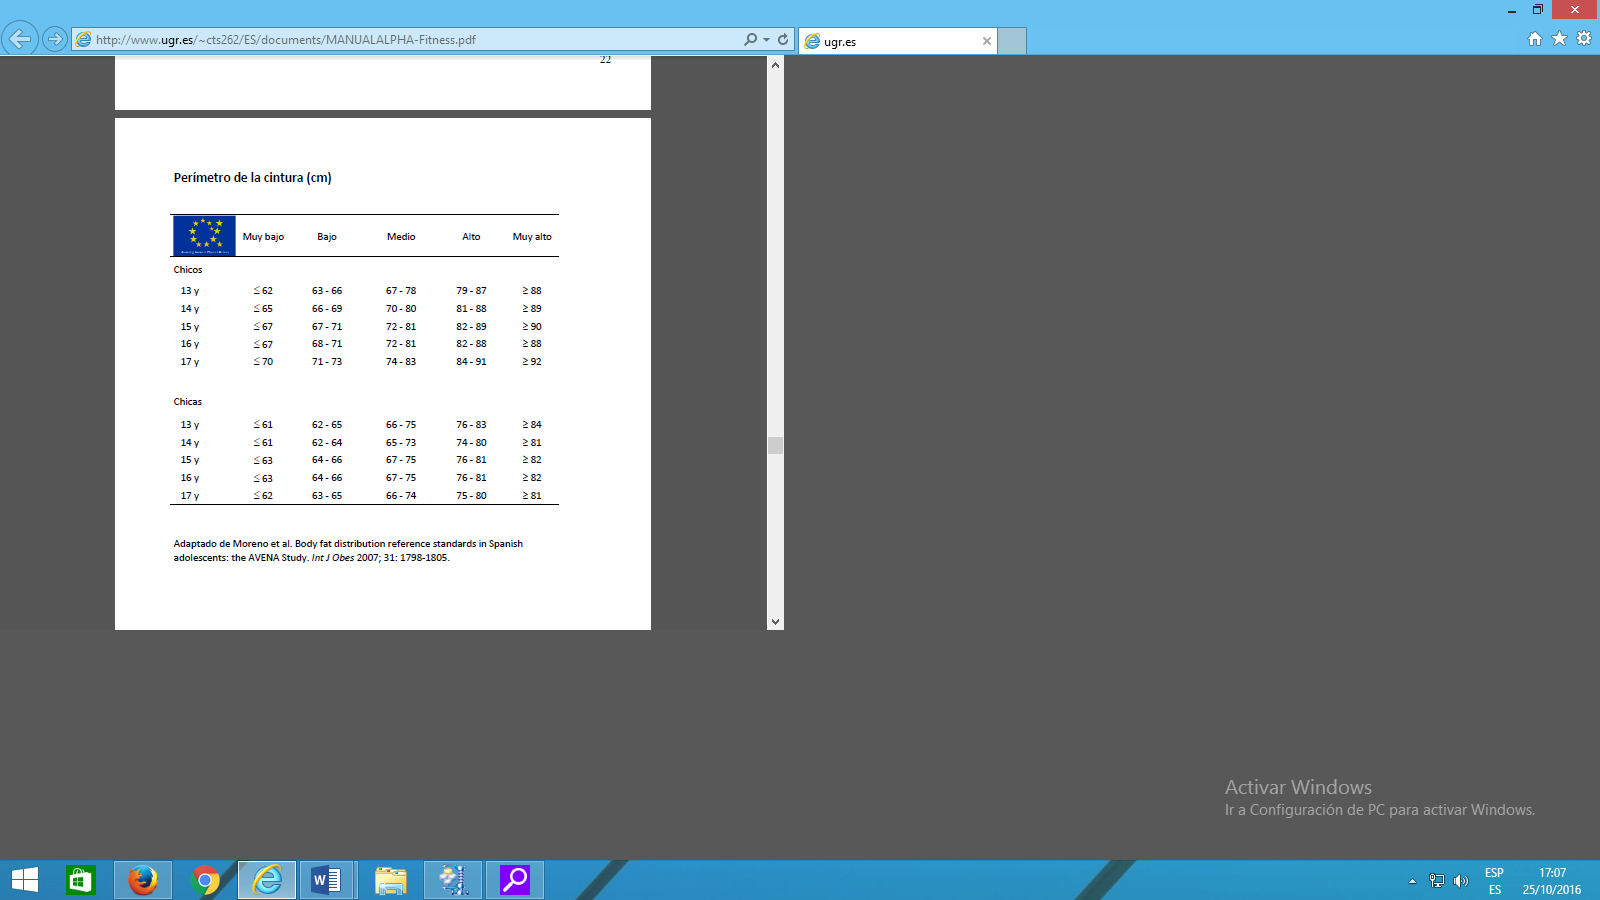 http://www.ugr.es/~cts262/ES/documents/MANUALALPHA-Fitness.pdf
ugr.es
22
Perímetro de la cintura (cm)
Muy bajo Bajo Medio Alto Muy alto
Chicos
13 y ≤ 62 63 - 66 67 - 78 79 - 87 ≥ 88
14 y ≤ 65 66 - 69 70 - 80 81 - 88 ≥ 89
15 y ≤ 67 67 - 71 72 - 81 82 - 89 ≥ 90
16 y ≤ 67 68 - 71 72 - 81 82 - 88 ≥ 88
17 y ≤ 70 71 - 73 74 - 83 84 - 91 ≥ 92
Chicas
13 y ≤ 61 62 - 65 66 - 75 76 - 83 ≥ 84
14 y ≤ 61 62 - 64 65 - 73 74 - 80 ≥ 81
15 y ≤ 63 64 - 66 67 - 75 76 - 81 ≥ 82
16 y ≤ 63 64 - 66 67 - 75 76 - 81 ≥ 82
17 y ≤ 62 63 - 65 66 - 74 75 - 80 ≥ 81
Adaptado de Moreno et al. Body fat distribution reference standards in Spanish
adolescents: the AVENA Study. Int J Obes 2007; 31: 1798-1805.
Activar Windows
Ir a Configuración de PC para activar Windows.
ESP 17:07
ES 25/10/2016